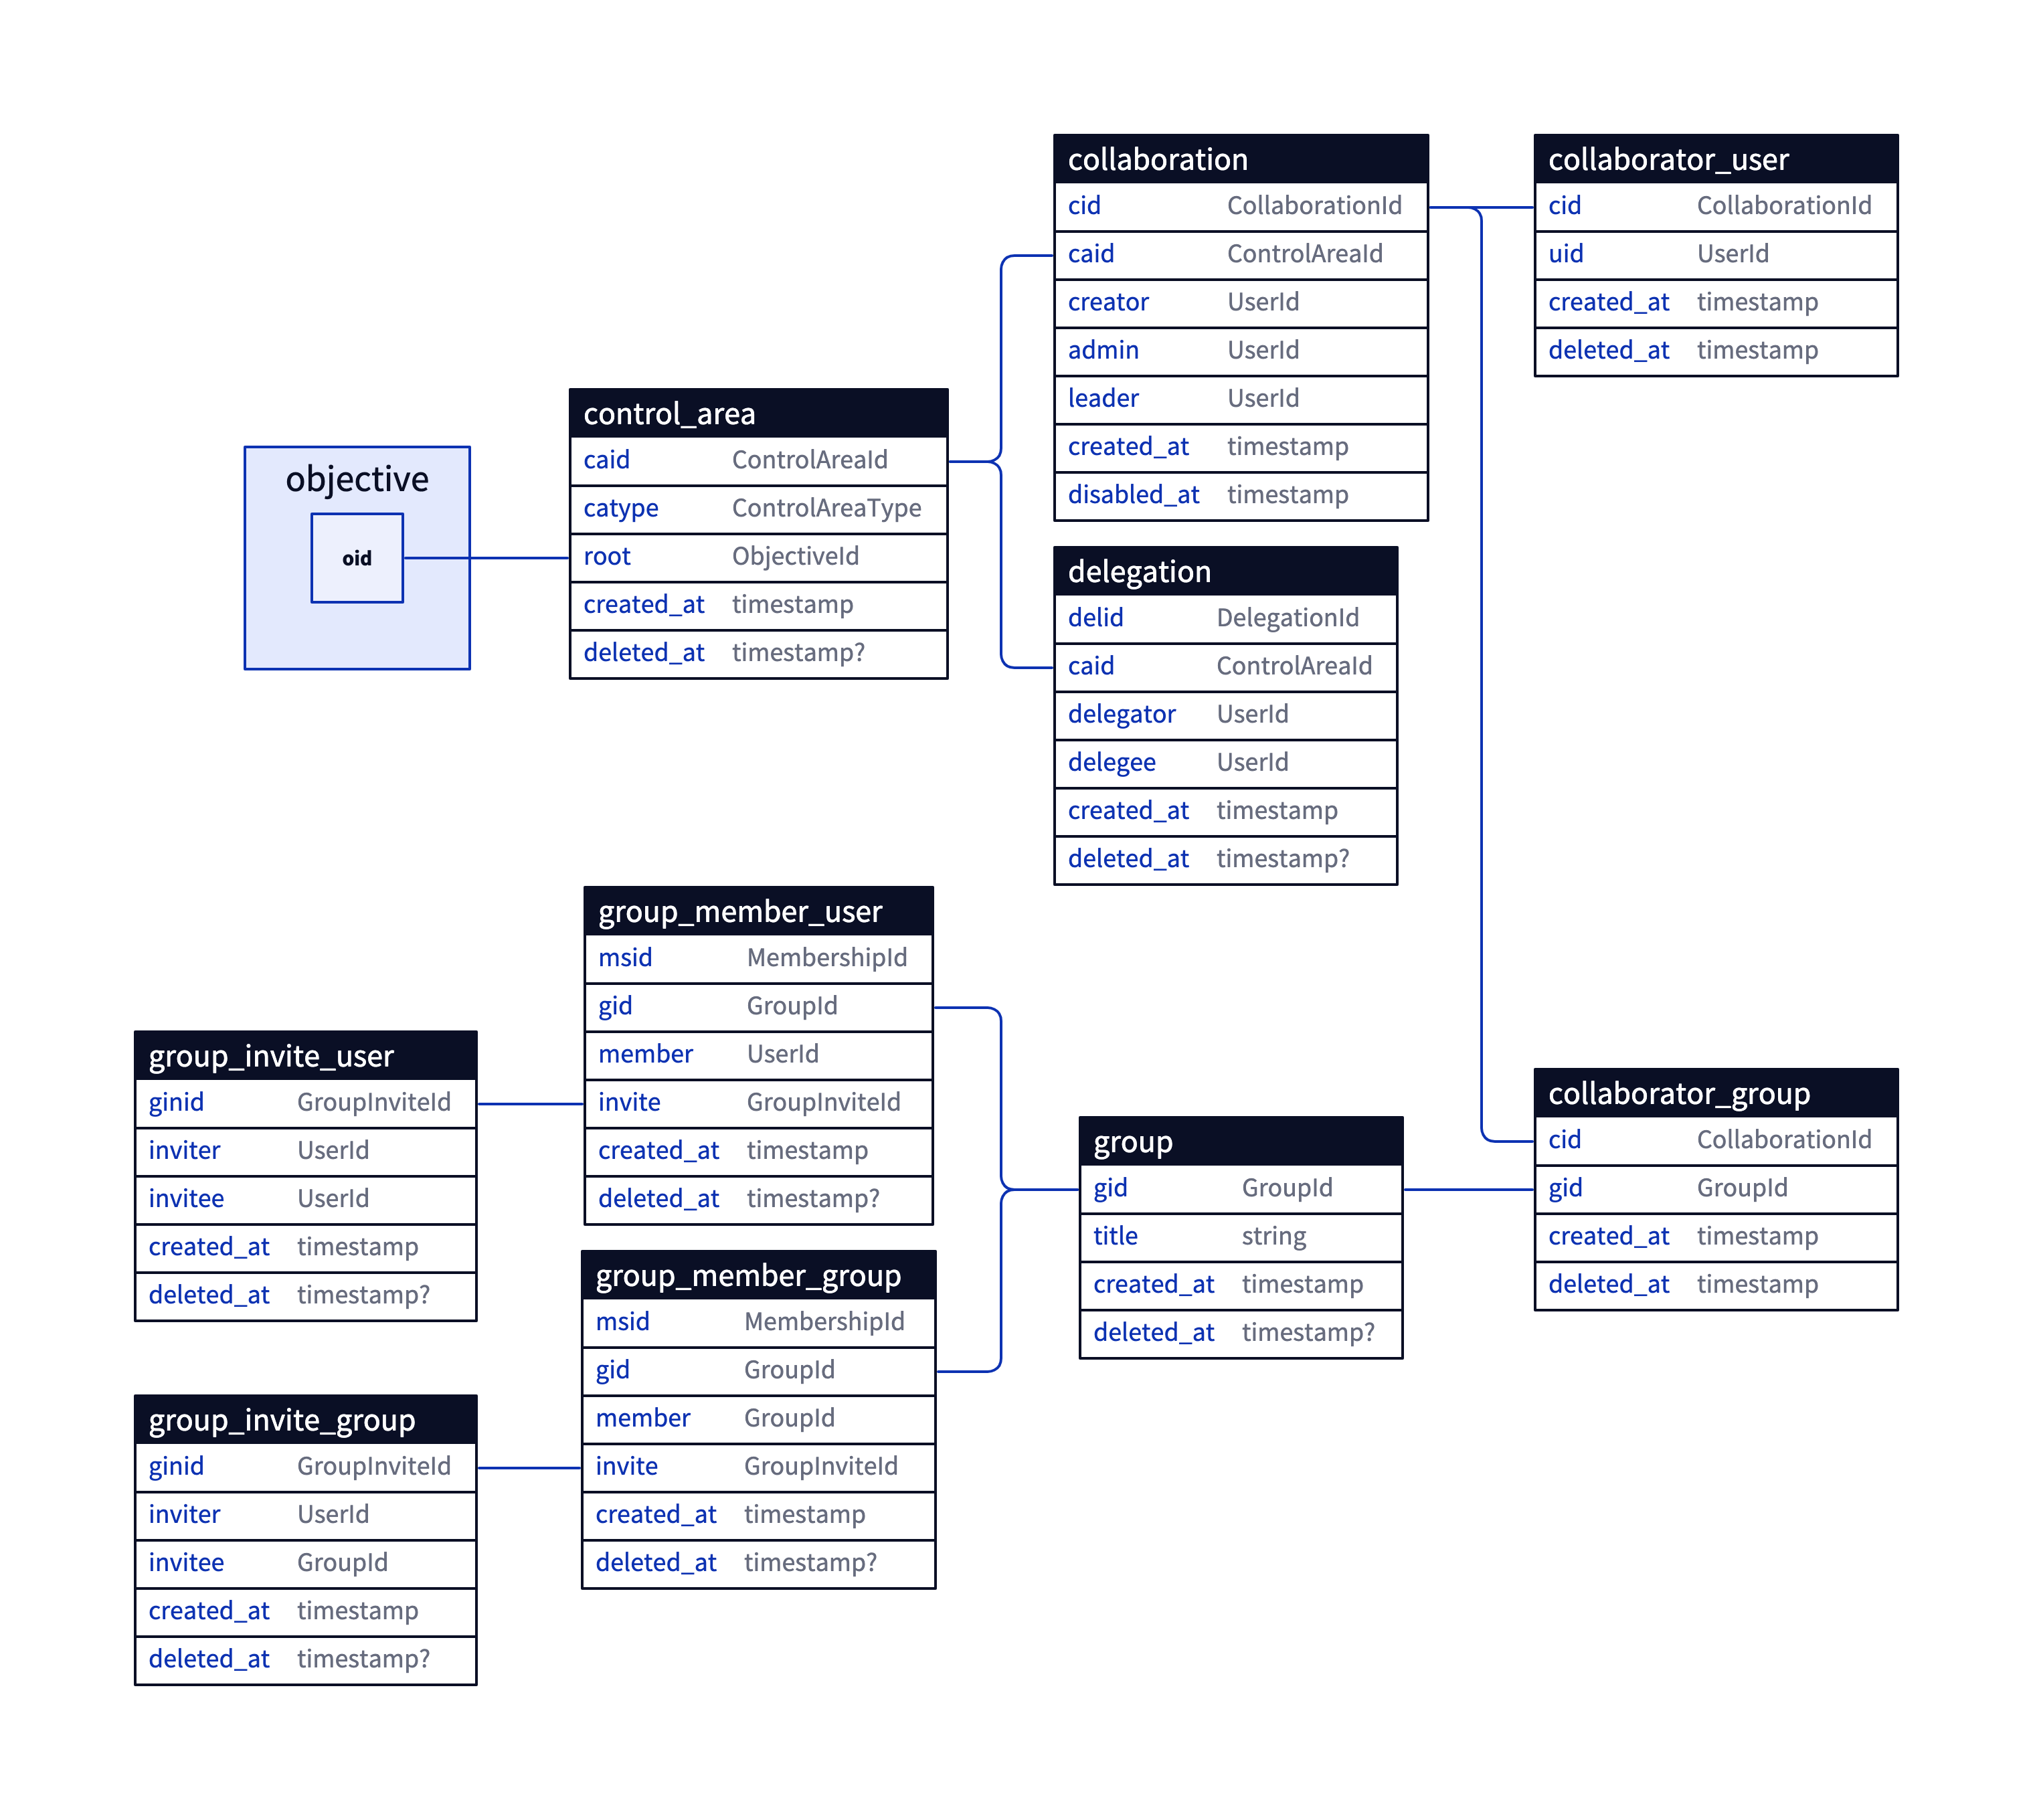 collaboration
cid CollaborationId
caid ControlAreaId
creator UserId
admin UserId
leader UserId
created_at timestamp
disabled_at timestamp
collaborator_user
cid CollaborationId
uid UserId
created_at timestamp
deleted_at timestamp
control_area
caid ControlAreaId
catype ControlAreaType
root ObjectiveId
created_at timestamp
deleted_at timestamp?
objective
oid
delegation
delid DelegationId
caid ControlAreaId
delegator UserId
delegee UserId
created_at timestamp
deleted_at timestamp?
group_member_user
msid MembershipId
gid GroupId
member UserId
invite GroupInviteId
created_at timestamp
deleted_at timestamp?
group_invite_user
ginid GroupInviteId
inviter UserId
invitee UserId
created_at timestamp
deleted_at timestamp?
group
gid GroupId
title string
created_at timestamp
deleted_at timestamp?
collaborator_group
cid CollaborationId
gid GroupId
created_at timestamp
deleted_at timestamp
group_member_group
msid MembershipId
gid GroupId
member GroupId
invite GroupInviteId
created_at timestamp
deleted_at timestamp?
group_invite_group
ginid GroupInviteId
inviter UserId
invitee GroupId
created_at timestamp
deleted_at timestamp?